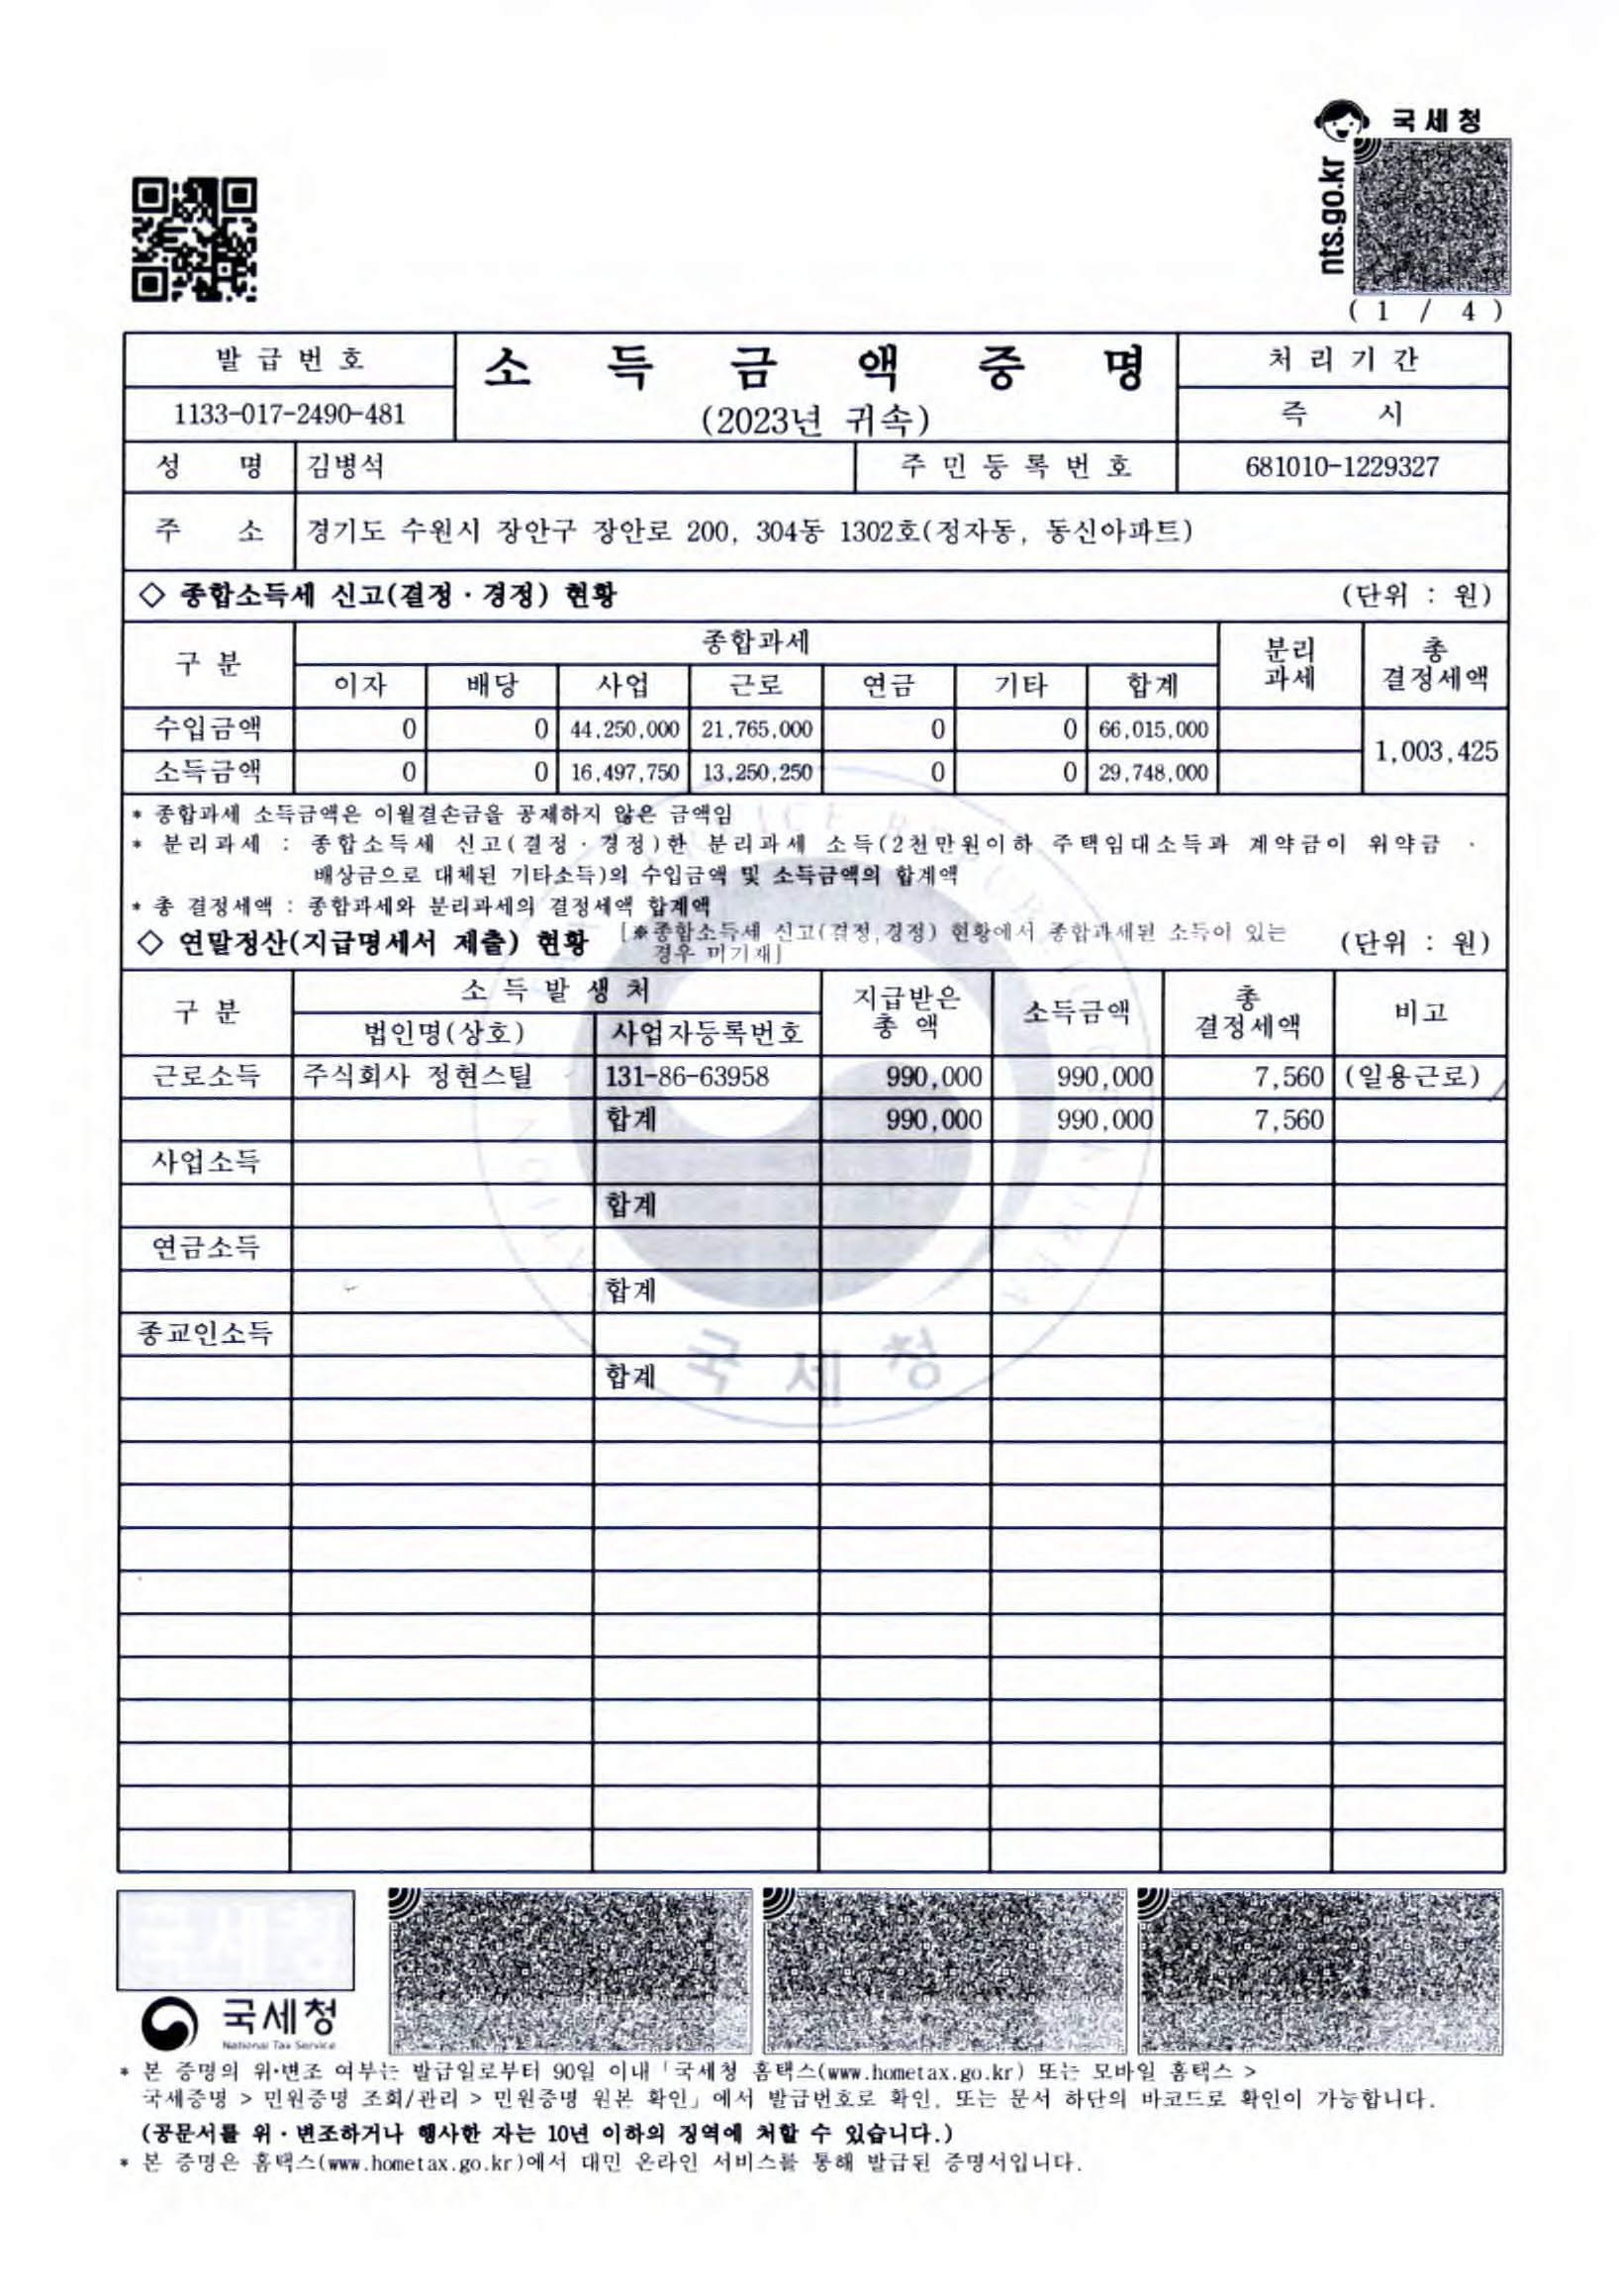 국세청
nts.go.kr
( 1 / 4 )
발 급 번 호
소 득 금 액 증 명
처 리 기 간
1133-017-2490-481
(2023년 귀속)
즉 시
성 명 김병석 주 민 등 록 번 호 681010-1229327
주 소 경기도 수원시 장안구 장안로 200, 304동 1302호(정자동, 동신아파트)
◇ 종합소득세 신고(결정 · 경정) 현황 (단위 : 원)
구 분 종합과세 분리과세 총결정세액
이자 배당 사업 근로 연금 기타 합계
수입금액 0 0 44,250,000 21,765,000 0 0 66,015,000 1,003,425
소득금액 0 0 16,497,750 13,250,250 0 0 29,748,000
* 종합과세 소득금액은 이월결손금을 공제하지 않은 금액임
* 분리과세 : 종합소득세 신고(결정 · 경정)한 분리과세 소득(2천만원이하 주택임대소득과 계약금이 위약금 ·
배상금으로 대체된 기타소득)의 수입금액 및 소득금액의 합계액
* 총 결정세액 : 종합과세와 분리과세의 결정세액 합계액
◇ 연말정산(지급명세서 제출) 현황 [※종합소득세 신고(결정,경정) 현황에서 종합과세된 소득이 있는 (단위 : 원)
경우 미기재]
구 분 소 득 발 생 처 지급받은 총 액 소득금액 총 결정세액 비고
법인명(상호) 사업자등록번호
근로소득 주식회사 정현스틸 131-86-63958 990,000 990,000 7,560 (일용근로)
합계 990,000 990,000 7,560
사업소득
합계
연금소득
합계
종교인소득
합계
국 세 청
국세청
국세청
National Tax Service
* 본 증명의 위·변조 여부는 발급일로부터 90일 이내「국세청 홈택스(www.hometax.go.kr) 또는 모바일 홈택스 >
국세증명 > 민원증명 조회/관리 > 민원증명 원본 확인」에서 발급번호로 확인, 또는 문서 하단의 바코드로 확인이 가능합니다.
(공문서를 위 · 변조하거나 행사한 자는 10년 이하의 징역에 처할 수 있습니다.)
* 본 증명은 홈택스(www.hometax.go.kr)에서 대민 온라인 서비스를 통해 발급된 증명서입니다.